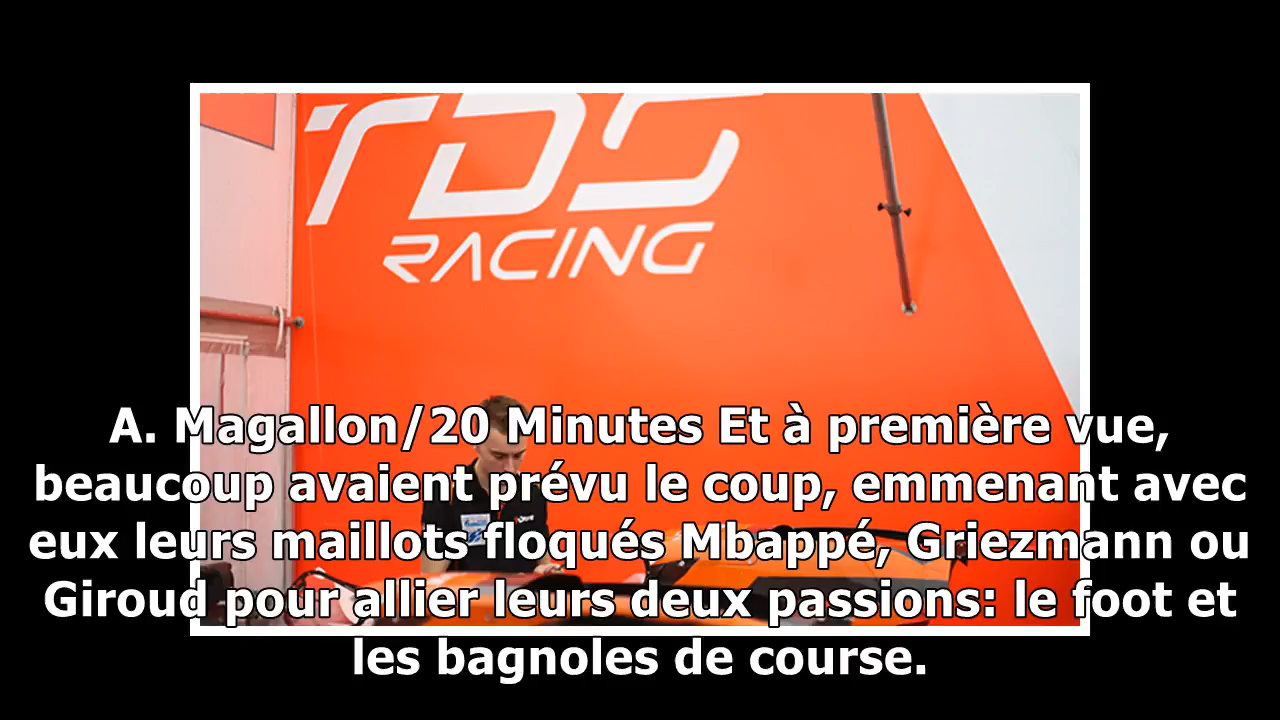 TDS
RACING
A. Magallon/20 Minutes Et à première vue,
beaucoup avaient prévu le coup, emmenant avec
eux leurs maillots floqués Mbappé, Griezmann ou
Giroud pour allier leurs deux passions: le foot et
les bagnoles de course.